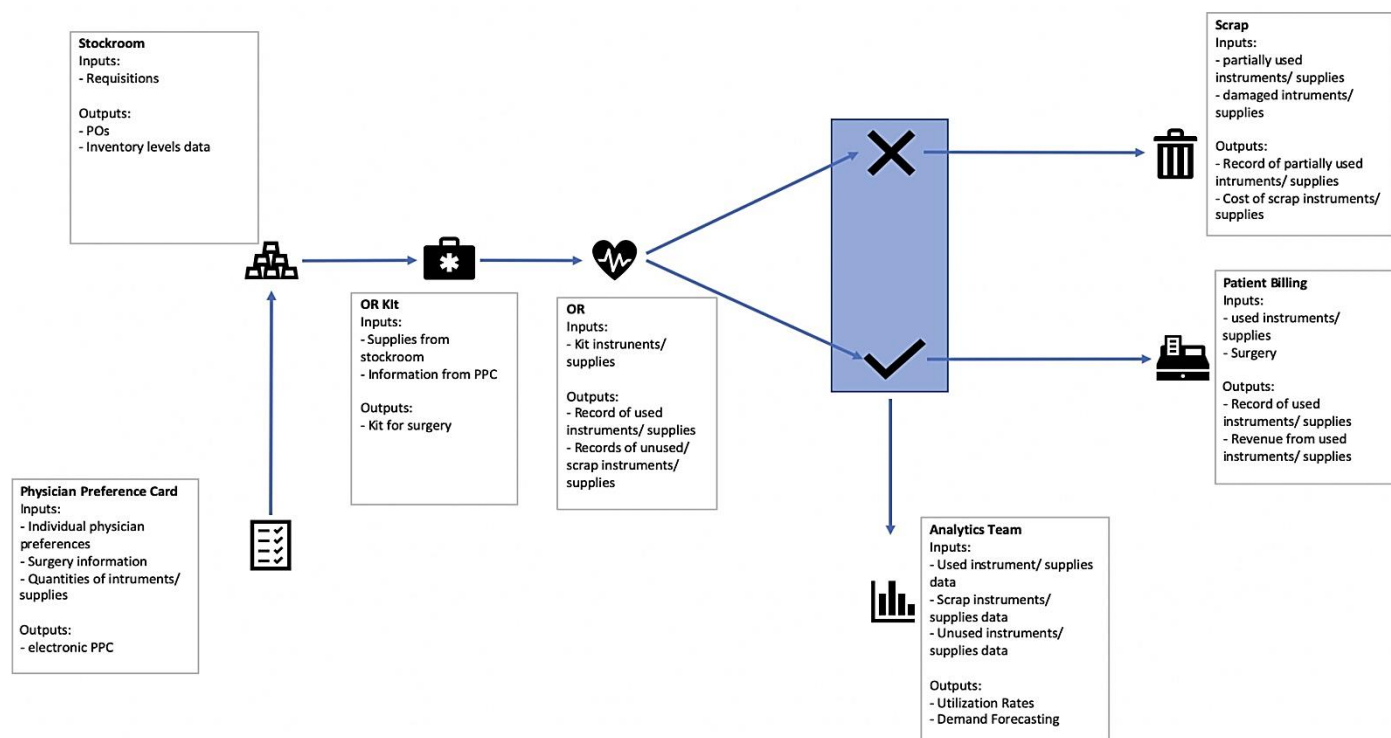 Stockroom
Inputs:
- Requisitions
Outputs:
- POs
- Inventory levels data
Physician Preference Card
Inputs:
- Individual physician
preferences
- Surgery information
- Quantities of intruments/
supplies
Outputs:
- electronic PPC
OR KIt
Inputs:
- Supplies from
stockroom
- Information from PPC
Outputs:
- Kit for surgery
OR
Inputs:
- Kit instrunents/
supplies
Outputs:
- Record of used
instruments/ supplies
- Records of unused/
scrap instruments/
supplies
Scrap
Inputs:
- partially used
instruments/ supplies
- damaged intruments/
supplies
Outputs:
- Record of partially used
intruments/ supplies
- Cost of scrap instruments/
supplies
Patient Billing
Inputs:
- used instruments/
supplies
- Surgery
Outputs:
- Record of used
instruments/ supplies
- Revenue from used
instruments/ supplies
Analytics Team
Inputs:
- Used instrument/ supplies
data
- Scrap instruments/
supplies data
- Unused instruments/
supplies data
Outputs:
- Utilization Rates
- Demand Forecasting